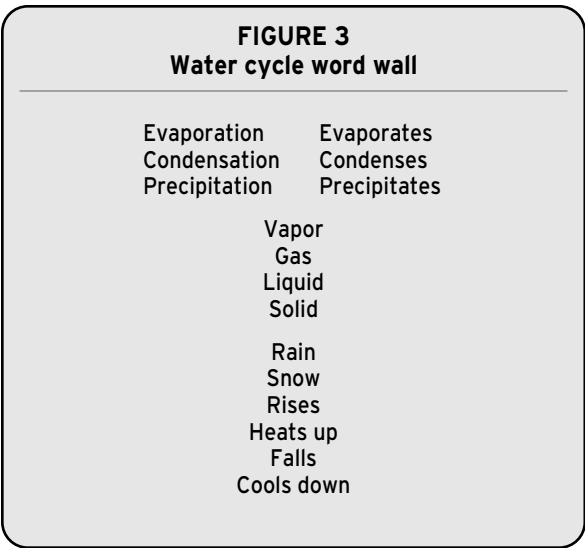 FIGURE 3
Water cycle word wall
Evaporation Evaporates
Condensation Condenses
Precipitation Precipitates
Vapor
Gas
Liquid
Solid
Rain
Snow
Rises
Heats up
Falls
Cools down